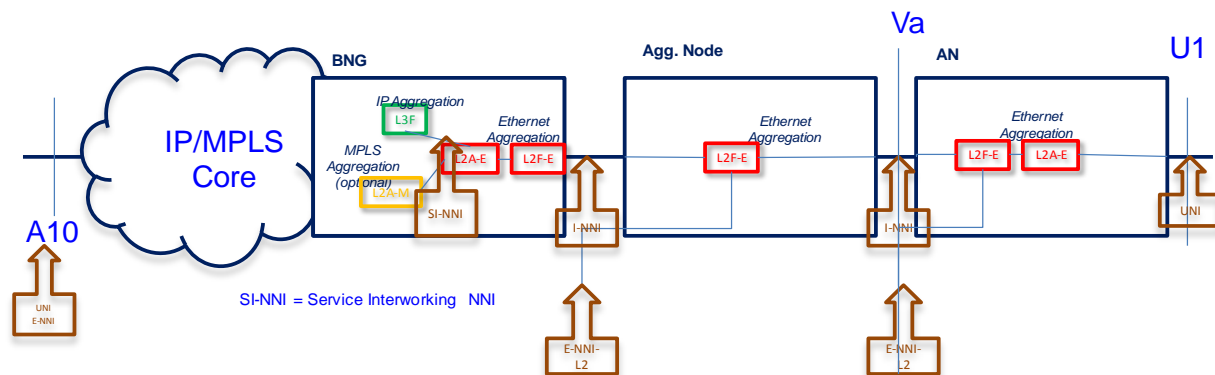 Va
U1
Agg. Node
BNG
AN
IP Aggregation
L3F
Ethernet
Aggregation
Ethernet
Aggregation
Ethernet
Aggregation
IP/MPLS
Core
MPLS
Aggregation
(optional)
L2A-E
L2F-E
L2F-E
L2F-E
L2A-E
L2A-M
SI-NNI
I-NNI
I-NNI
UNI
A10
UNI
E-NNI
SI-NNI = Service Interworking NNI
E-NNI-
L2
E-NNI-
L2